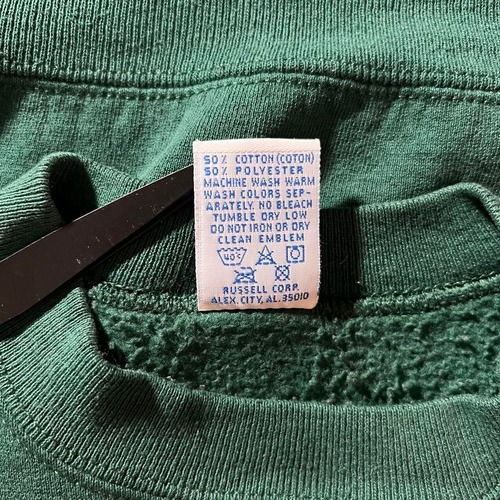 50% COTTON (COTON)
50% POLYESTER
MACHINE WASH WARM
WASH COLORS SEP-
ARATELY. NO BLEACH
TUMBLE DRY LOW
DO NOT IRON OR DRY
CLEAN EMBLEM
40°C
RUSSELL CORP.
ALEX. CITY, AL. 35010